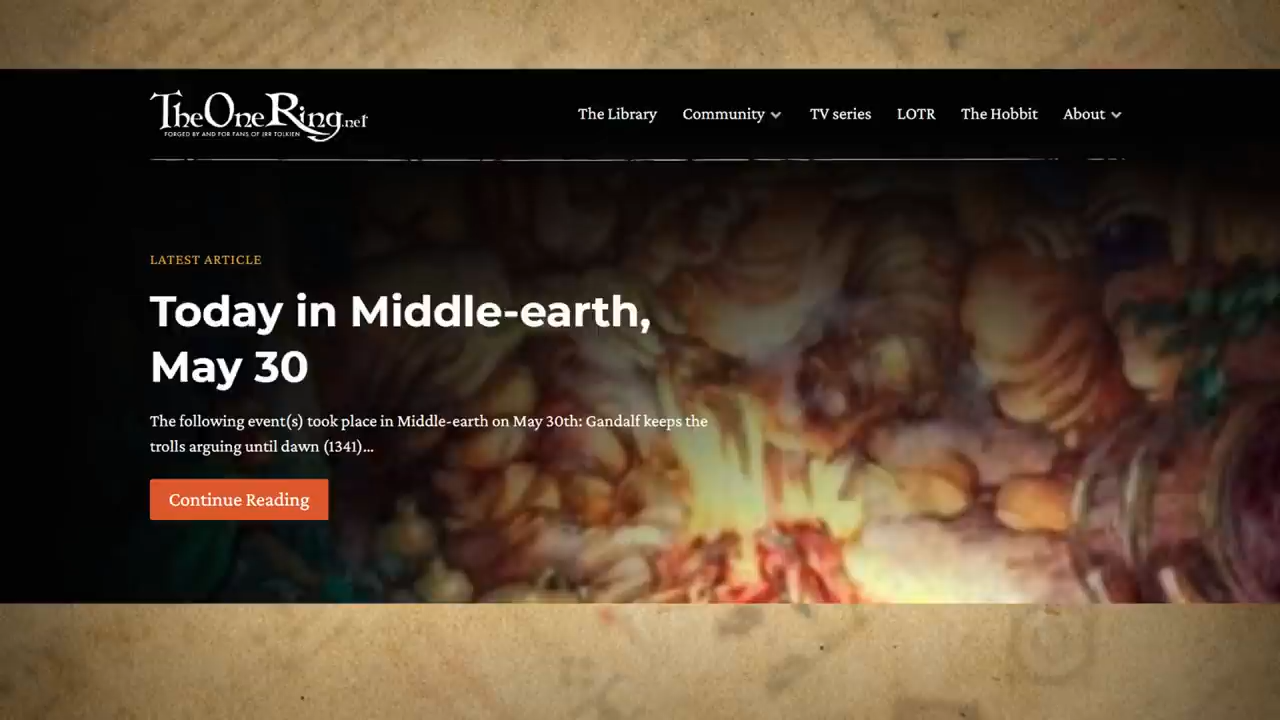 TheOneRing.net
FORGED BY AND FOR FANS OF JRR TOLKIEN
The Library Community TV series LOTR The Hobbit About
LATEST ARTICLE
Today in Middle-earth,
May 30
The following event(s) took place in Middle-earth on May 30th: Gandalf keeps the
trolls arguing until dawn (1341)...
Continue Reading